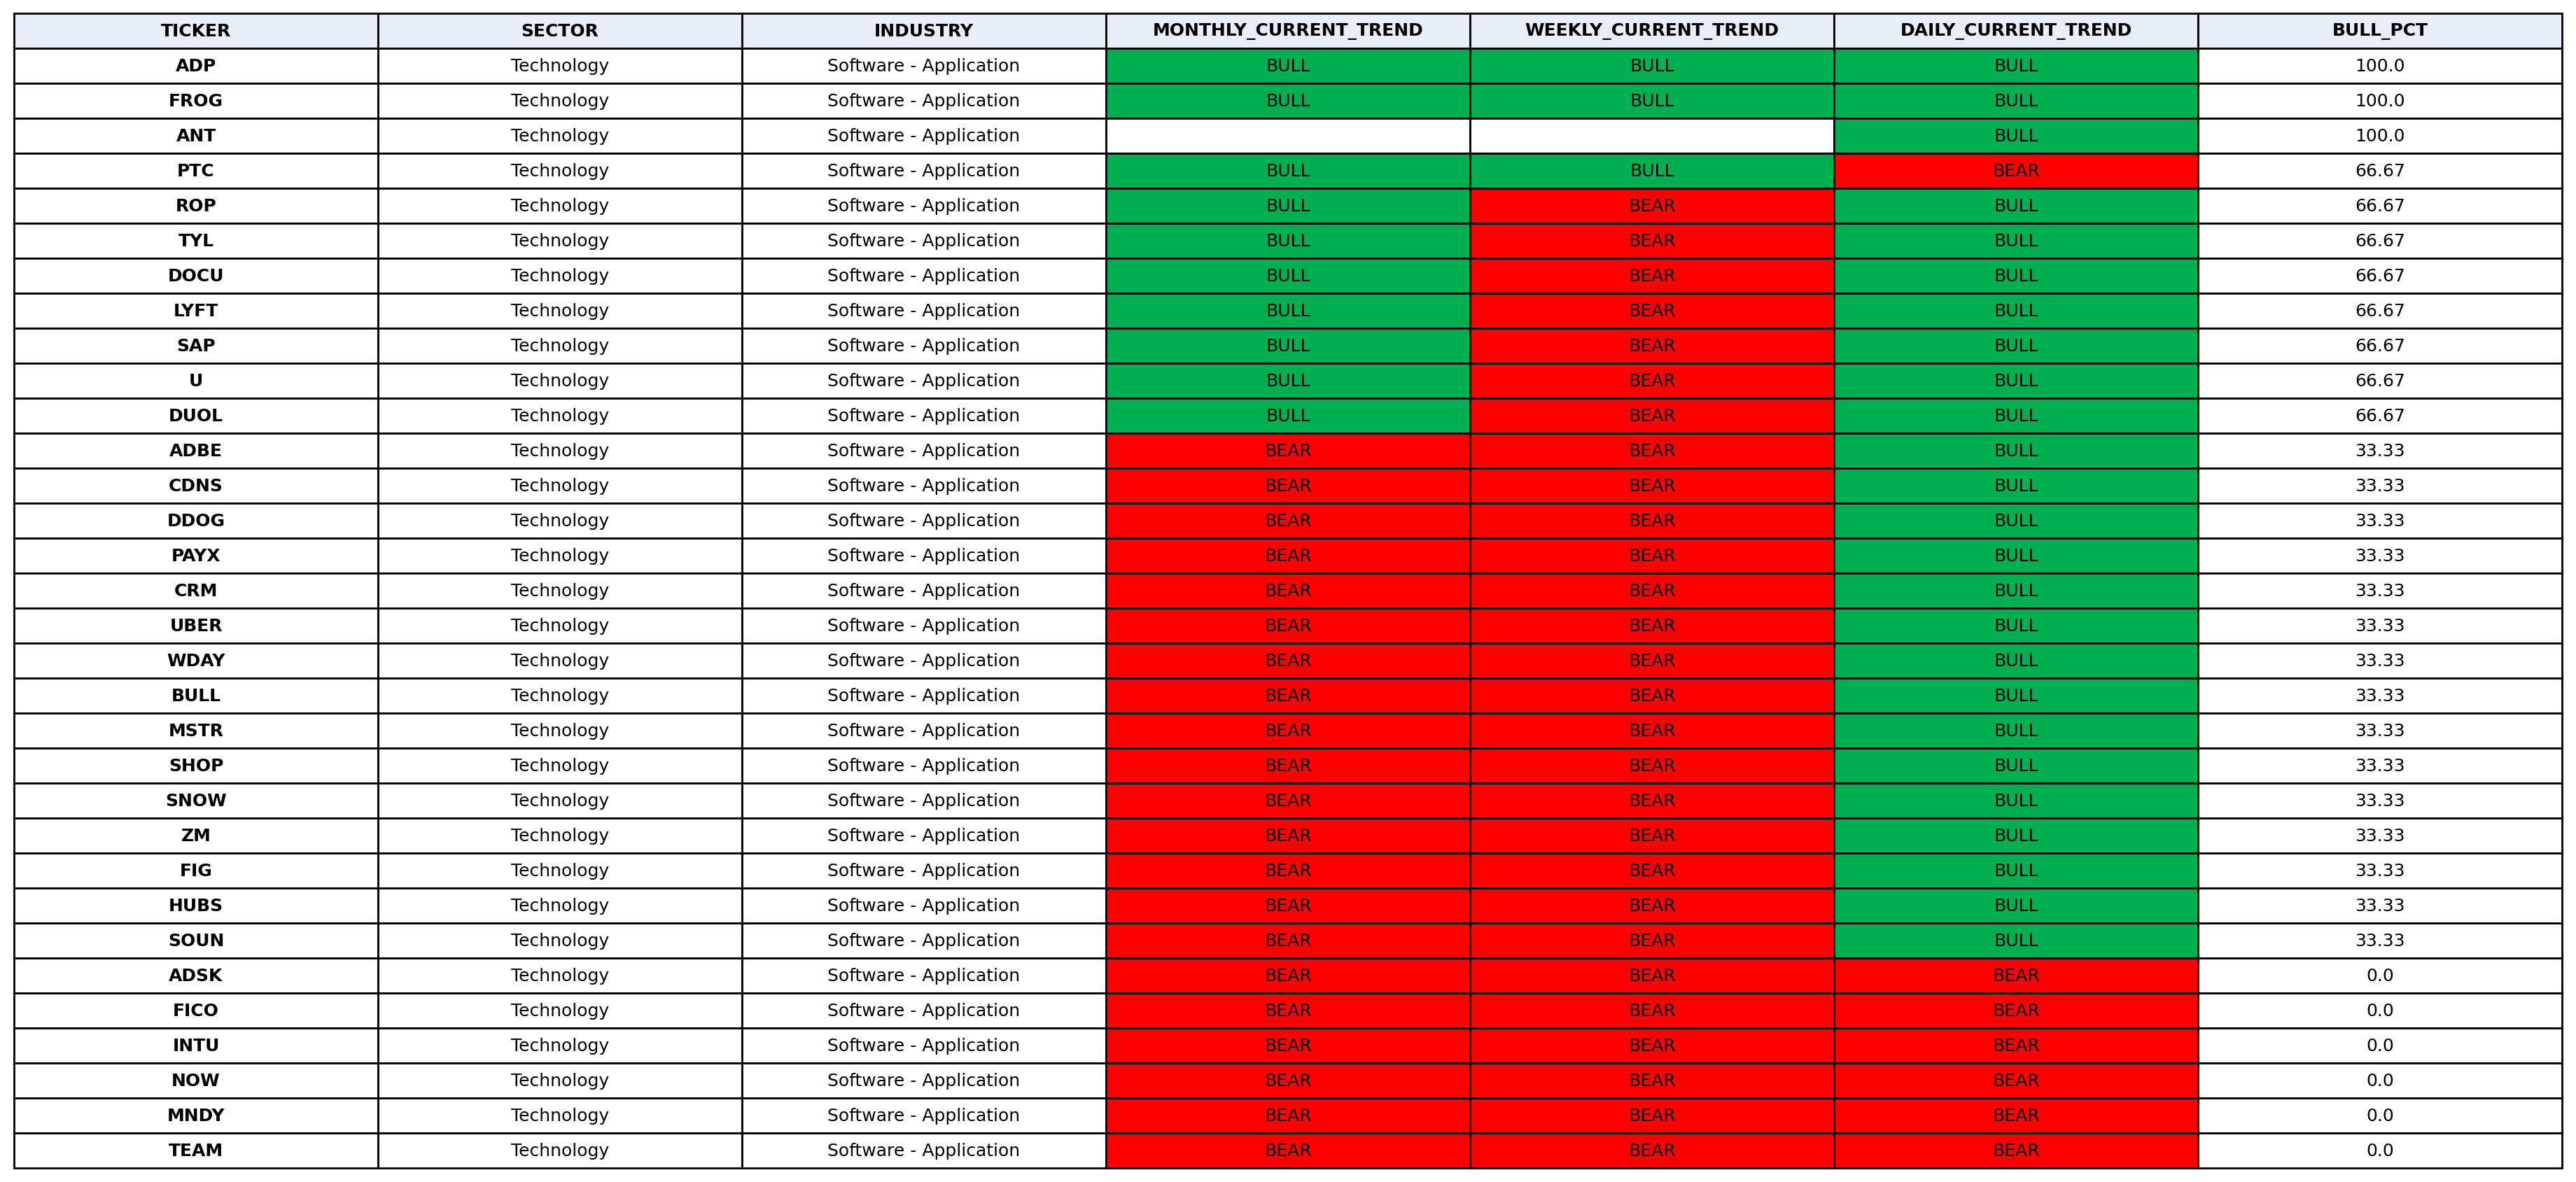 TICKER SECTOR INDUSTRY MONTHLY_CURRENT_TREND WEEKLY_CURRENT_TREND DAILY_CURRENT_TREND BULL_PCT
ADP Technology Software - Application BULL BULL BULL 100.0
FROG Technology Software - Application BULL BULL BULL 100.0
ANT Technology Software - Application BULL 100.0
PTC Technology Software - Application BULL BULL BEAR 66.67
ROP Technology Software - Application BULL BEAR BULL 66.67
TYL Technology Software - Application BULL BEAR BULL 66.67
DOCU Technology Software - Application BULL BEAR BULL 66.67
LYFT Technology Software - Application BULL BEAR BULL 66.67
SAP Technology Software - Application BULL BEAR BULL 66.67
U Technology Software - Application BULL BEAR BULL 66.67
DUOL Technology Software - Application BULL BEAR BULL 66.67
ADBE Technology Software - Application BEAR BEAR BULL 33.33
CDNS Technology Software - Application BEAR BEAR BULL 33.33
DDOG Technology Software - Application BEAR BEAR BULL 33.33
PAYX Technology Software - Application BEAR BEAR BULL 33.33
CRM Technology Software - Application BEAR BEAR BULL 33.33
UBER Technology Software - Application BEAR BEAR BULL 33.33
WDAY Technology Software - Application BEAR BEAR BULL 33.33
BULL Technology Software - Application BEAR BEAR BULL 33.33
MSTR Technology Software - Application BEAR BEAR BULL 33.33
SHOP Technology Software - Application BEAR BEAR BULL 33.33
SNOW Technology Software - Application BEAR BEAR BULL 33.33
ZM Technology Software - Application BEAR BEAR BULL 33.33
FIG Technology Software - Application BEAR BEAR BULL 33.33
HUBS Technology Software - Application BEAR BEAR BULL 33.33
SOUN Technology Software - Application BEAR BEAR BULL 33.33
ADSK Technology Software - Application BEAR BEAR BEAR 0.0
FICO Technology Software - Application BEAR BEAR BEAR 0.0
INTU Technology Software - Application BEAR BEAR BEAR 0.0
NOW Technology Software - Application BEAR BEAR BEAR 0.0
MNDY Technology Software - Application BEAR BEAR BEAR 0.0
TEAM Technology Software - Application BEAR BEAR BEAR 0.0